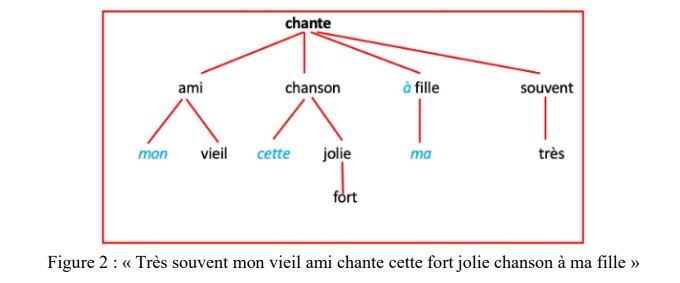 chante
ami chanson à fille souvent
mon vieil cette jolie ma très
fort
Figure 2 : « Très souvent mon vieil ami chante cette fort jolie chanson à ma fille »